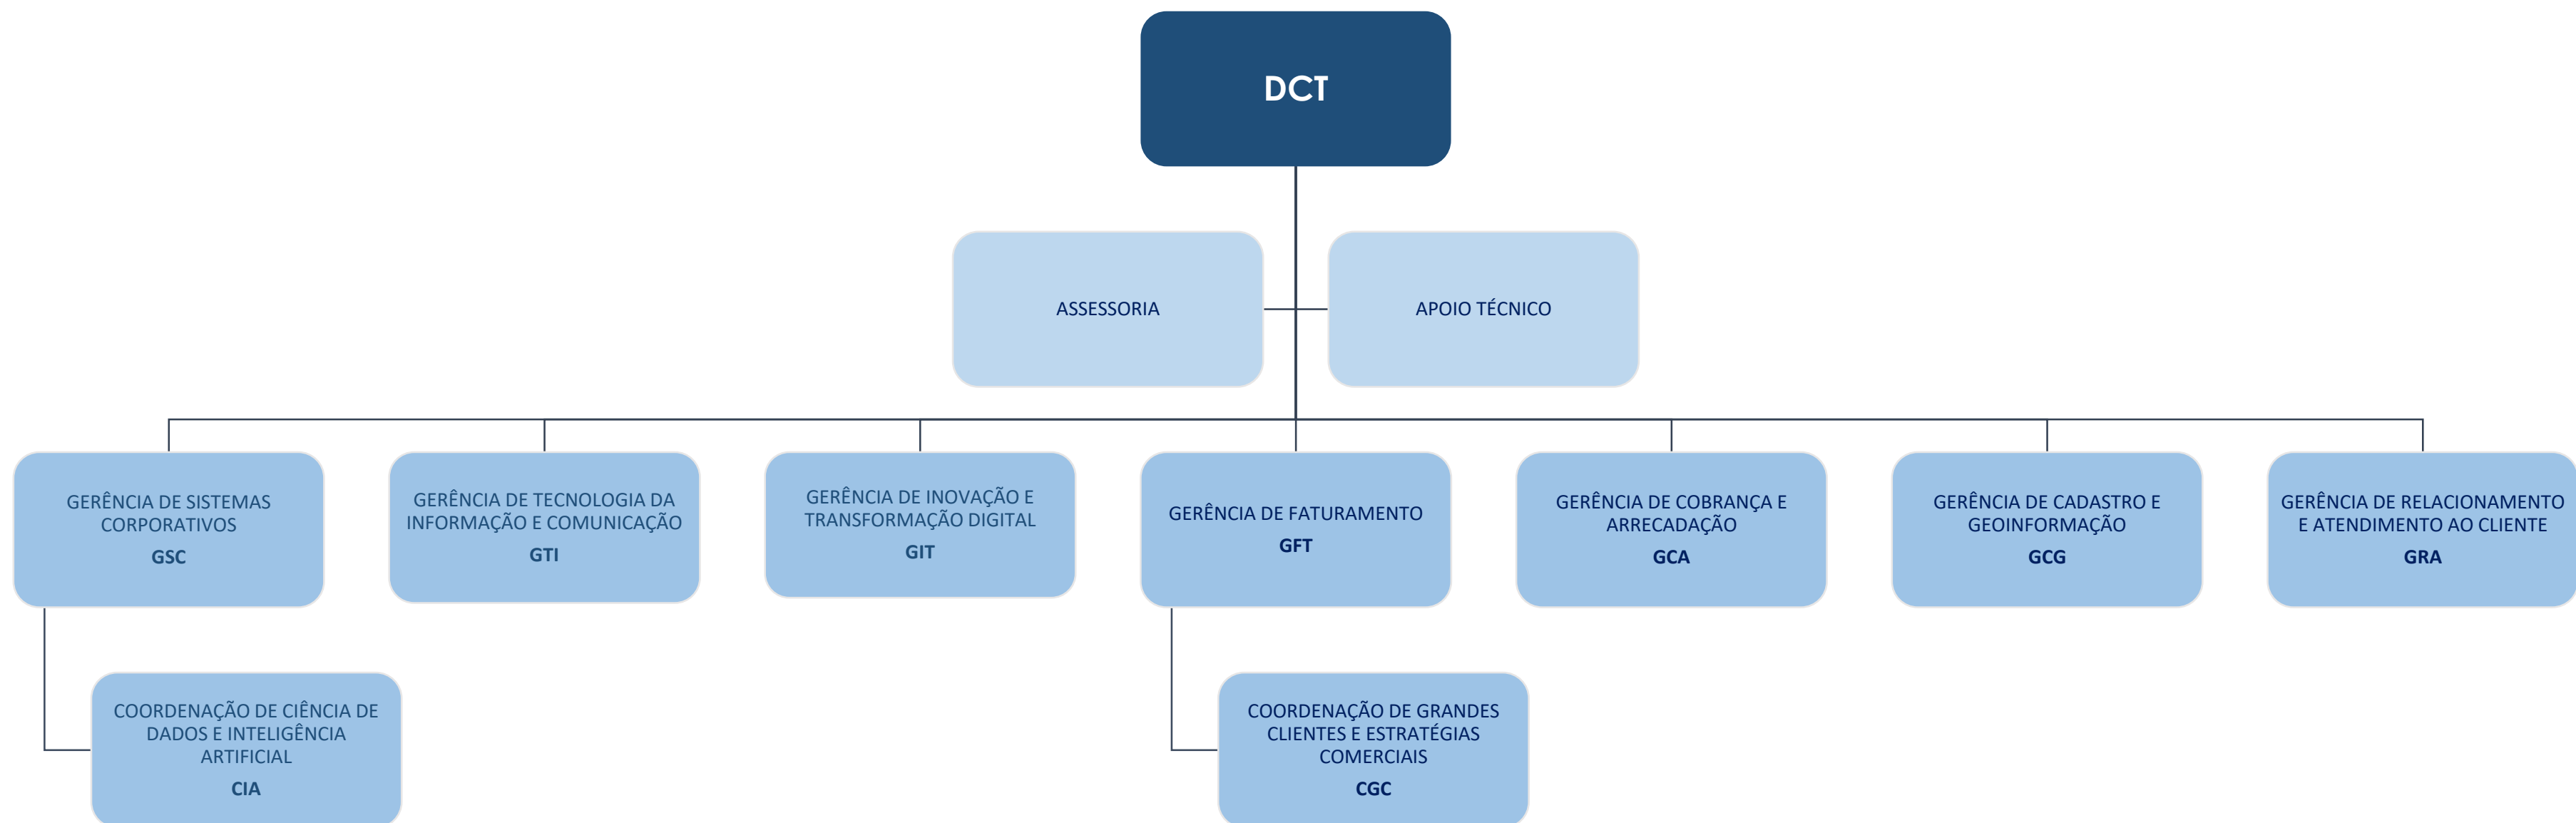 DCT
ASSESSORIA
APOIO TÉCNICO
GERÊNCIA DE SISTEMAS
CORPORATIVOS
GSC
GERÊNCIA DE TECNOLOGIA DA
INFORMAÇÃO E COMUNICAÇÃO
GTI
GERÊNCIA DE INOVAÇÃO E
TRANSFORMAÇÃO DIGITAL
GIT
GERÊNCIA DE FATURAMENTO
GFT
GERÊNCIA DE COBRANÇA E
ARRECADAÇÃO
GCA
GERÊNCIA DE CADASTRO E
GEOINFORMAÇÃO
GCG
GERÊNCIA DE RELACIONAMENTO
E ATENDIMENTO AO CLIENTE
GRA
COORDENAÇÃO DE CIÊNCIA DE
DADOS E INTELIGÊNCIA
ARTIFICIAL
CIA
COORDENAÇÃO DE GRANDES
CLIENTES E ESTRATÉGIAS
COMERCIAIS
CGC